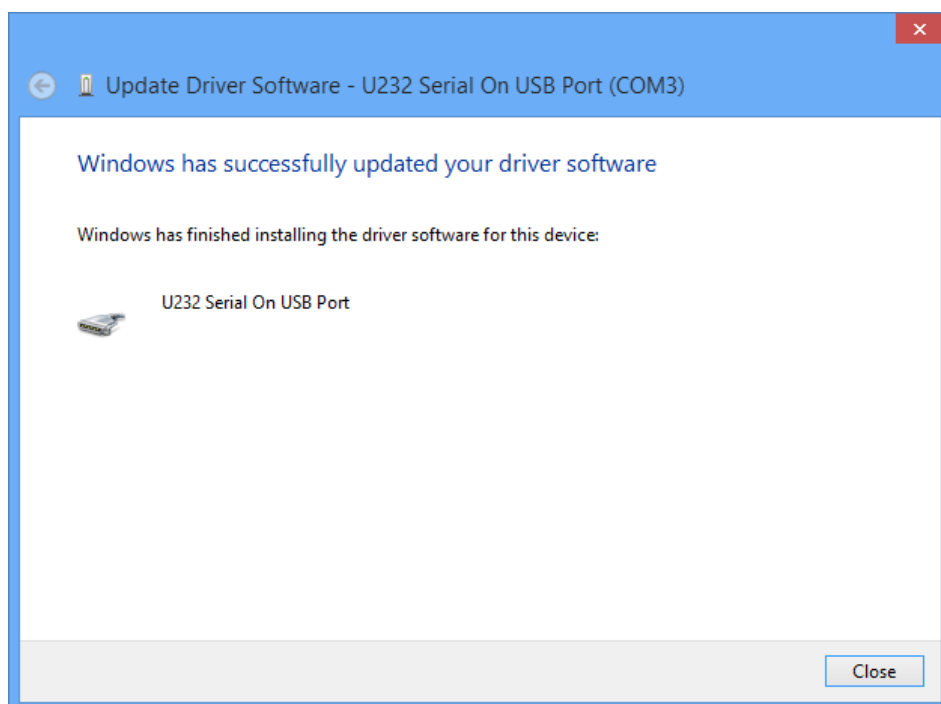 Update Driver Software - U232 Serial On USB Port (COM3)
Windows has successfully updated your driver software
Windows has finished installing the driver software for this device:
U232 Serial On USB Port
Close